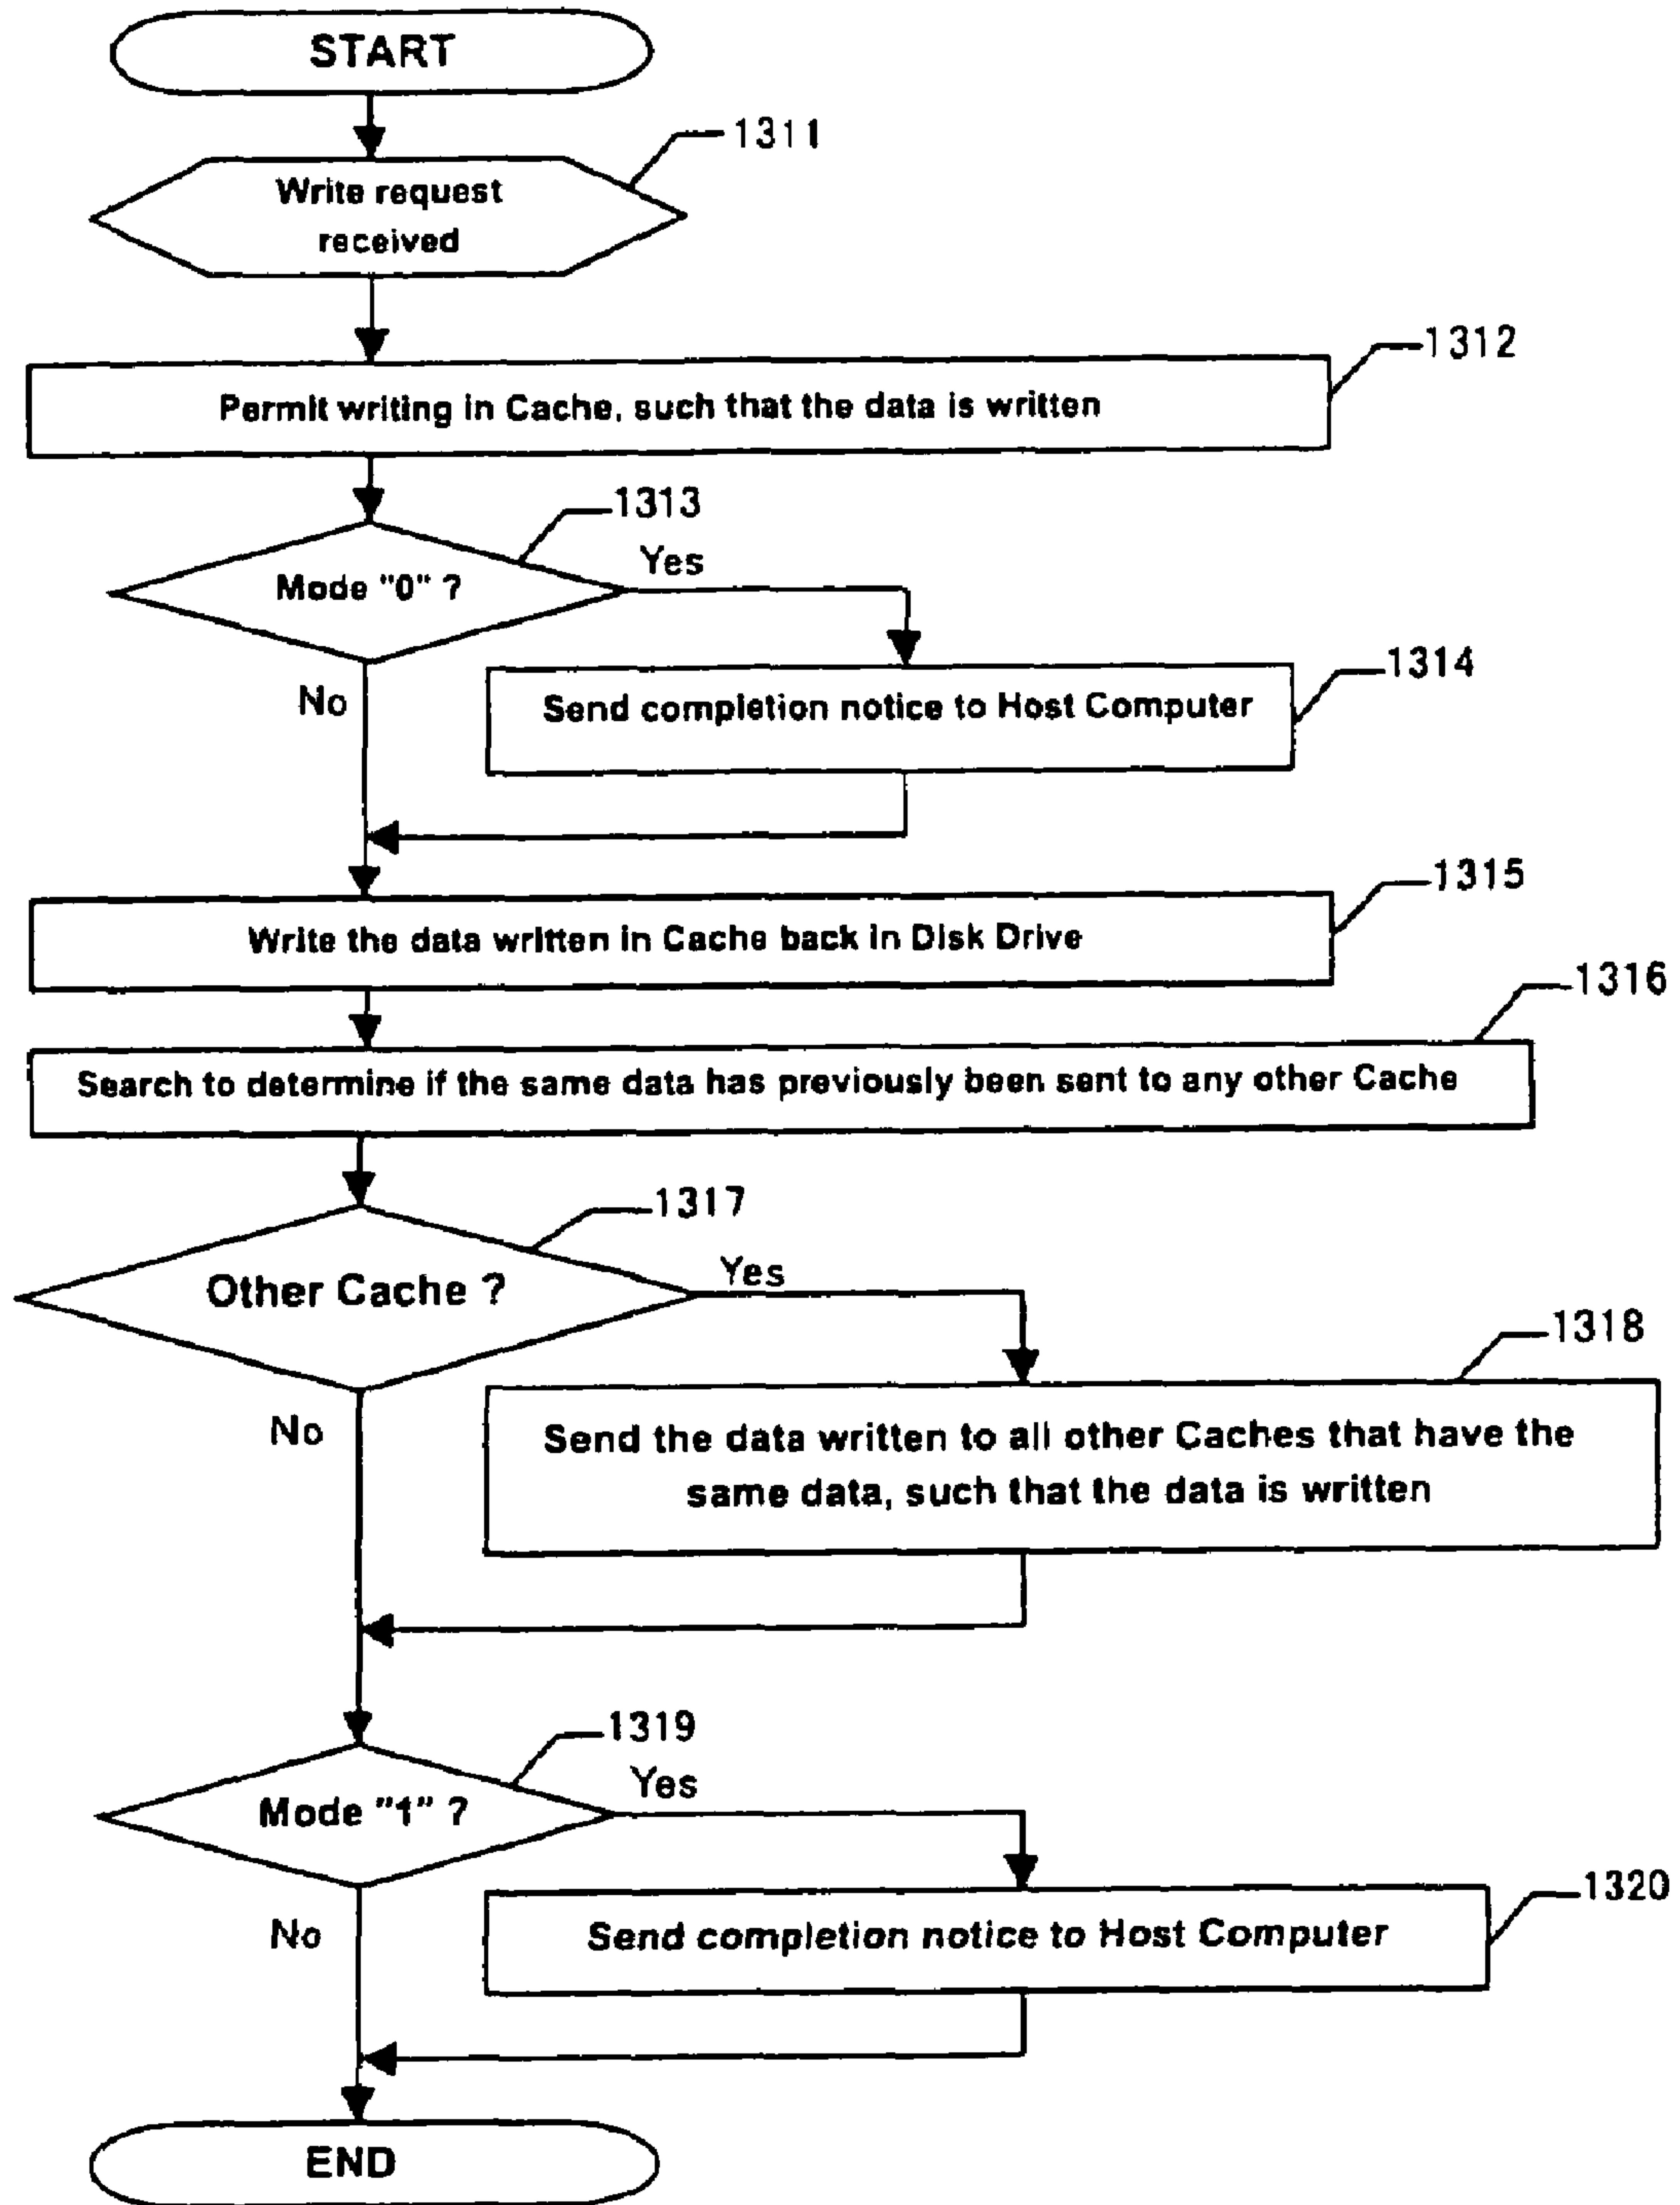 START
1311
Write request
received
1312
Permit writing in Cache, such that the data is written
1313
Mode "0" ?
Yes
No
1314
Send completion notice to Host Computer
1315
Write the data written in Cache back in Disk Drive
1316
Search to determine if the same data has previously been sent to any other Cache
1317
Other Cache ?
Yes
No
1318
Send the data written to all other Caches that have the
same data, such that the data is written
1319
Mode "1" ?
Yes
No
1320
Send completion notice to Host Computer
END